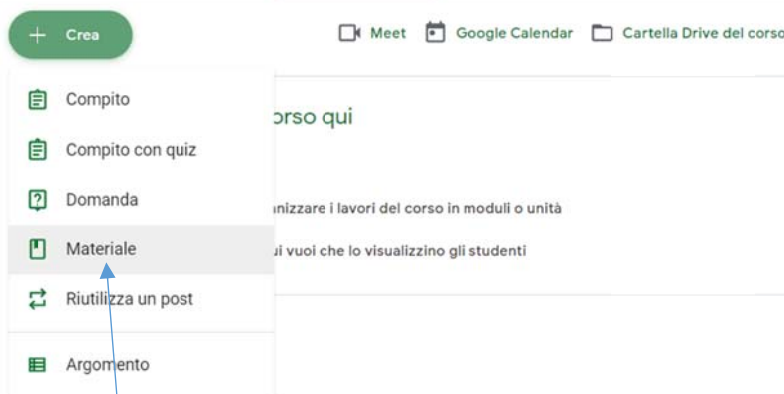 Crea
Meet
Google Calendar
Cartella Drive del corso
Compito
orso qui
Compito con quiz
Domanda
nizzare i lavori del corso in moduli o unità
Materiale
ui vuoi che lo visualizzino gli studenti
Riutilizza un post
Argomento